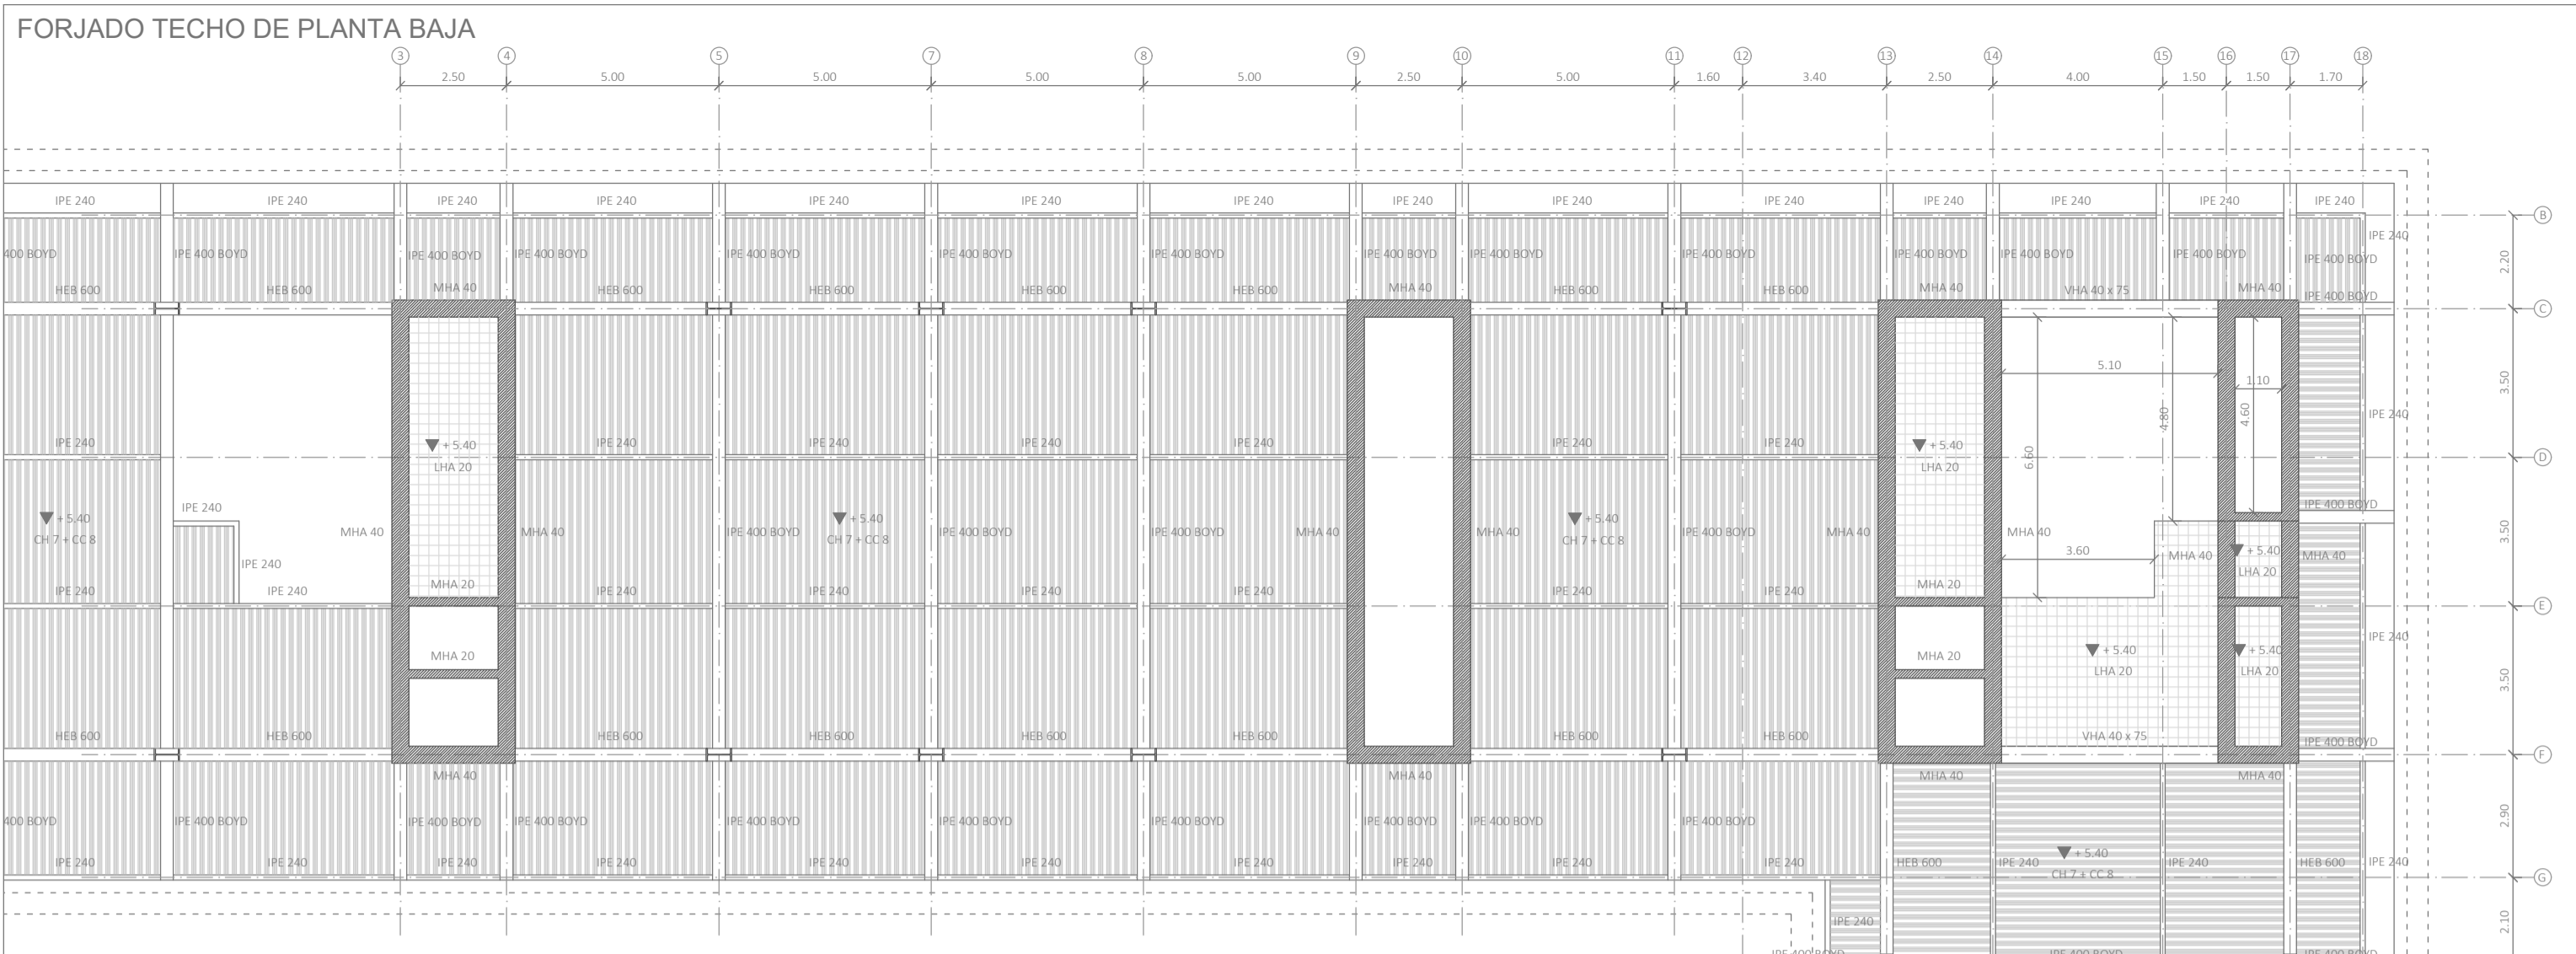 FORJADO TECHO DE PLANTA BAJA
3 4 5 7 8 9 10 11 12 13 14 15 16 17 18
2.50 5.00 5.00 5.00 5.00 2.50 5.00 1.60 3.40 2.50 4.00 1.50 1.50 1.70
IPE 240 IPE 240 IPE 240 IPE 240 IPE 240 IPE 240 IPE 240 IPE 240 IPE 240 IPE 240 IPE 240 IPE 240 IPE 240 IPE 240
B
IPE 240
400 BOYD IPE 400 BOYD IPE 400 BOYD IPE 400 BOYD IPE 400 BOYD IPE 400 BOYD IPE 400 BOYD IPE 400 BOYD IPE 400 BOYD IPE 400 BOYD IPE 400 BOYD IPE 400 BOYD IPE 400 BOYD IPE 400 BOYD
2.20
HEB 600 HEB 600 MHA 40 HEB 600 HEB 600 HEB 600 HEB 600 MHA 40 HEB 600 HEB 600 MHA 40 VHA 40 x 75 MHA 40 IPE 400 BOYD
C
5.10
1.10
3.50
4.80 4.60 IPE 240
IPE 240 + 5.40 IPE 240 IPE 240 IPE 240 IPE 240 IPE 240 IPE 240 + 5.40
6.60 D
LHA 20 LHA 20
IPE 240 IPE 400 BOYD
+ 5.40 + 5.40 + 5.40
MHA 40 MHA 40 IPE 400 BOYD IPE 400 BOYD IPE 400 BOYD MHA 40 MHA 40 IPE 400 BOYD MHA 40 MHA 40
CH 7 + CC 8 CH 7 + CC 8 CH 7 + CC 8
3.60 MHA 40 + 5.40 MHA 40
3.50
IPE 240 LHA 20
IPE 240 IPE 240 MHA 20 IPE 240 IPE 240 IPE 240 IPE 240 IPE 240 IPE 240 MHA 20
E
IPE 240
MHA 20 MHA 20 + 5.40 + 5.40
LHA 20 LHA 20
3.50
HEB 600 HEB 600 HEB 600 HEB 600 HEB 600 HEB 600 HEB 600 HEB 600 VHA 40 x 75 IPE 400 BOYD
F
MHA 40 MHA 40 MHA 40 MHA 40
400 BOYD IPE 400 BOYD IPE 400 BOYD IPE 400 BOYD IPE 400 BOYD IPE 400 BOYD IPE 400 BOYD IPE 400 BOYD IPE 400 BOYD IPE 400 BOYD
2.90
+ 5.40
IPE 240 IPE 240 IPE 240 IPE 240 IPE 240 IPE 240 IPE 240 IPE 240 IPE 240 IPE 240 HEB 600 IPE 240 IPE 240 HEB 600 IPE 240
CH 7 + CC 8
G
IPE 240
2.10
IPE 400 BOYD IPE 400 BOYD IPE 400 BOYD